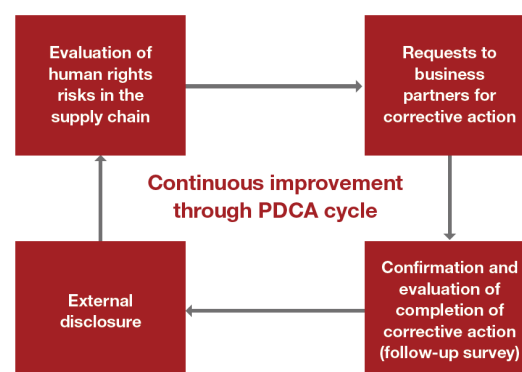 Evaluation of
human rights
risks in the
supply chain
Requests to
business
partners for
corrective action
Continuous improvement
through PDCA cycle
External
disclosure
Confirmation and
evaluation of
completion of
corrective action
(follow-up survey)